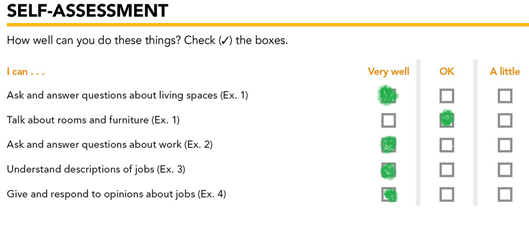 SELF-ASSESSMENT
How well can you do these things? Check (✓) the boxes.
I can . . . Very well OK A little
Ask and answer questions about living spaces (Ex. 1)
Talk about rooms and furniture (Ex. 1)
Ask and answer questions about work (Ex. 2)
Understand descriptions of jobs (Ex. 3)
Give and respond to opinions about jobs (Ex. 4)